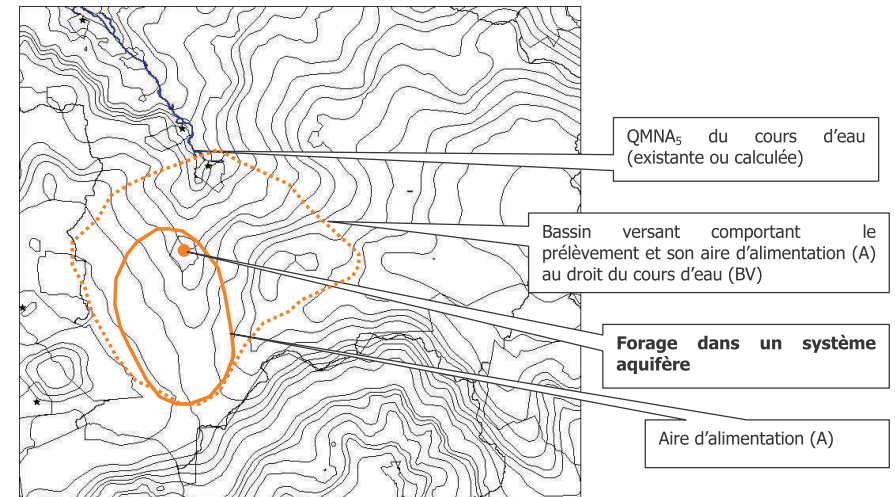 QMNA₅ du cours d'eau
(existante ou calculée)
Bassin versant comportant le
prélèvement et son aire d'alimentation (A)
au droit du cours d'eau (BV)
Forage dans un système
aquifère
Aire d'alimentation (A)